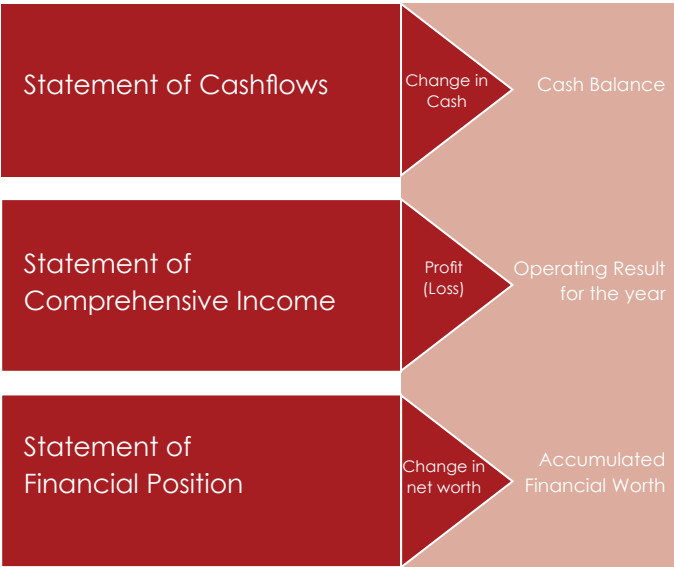 Statement of Cashflows
Change in
Cash
Cash Balance
Statement of
Comprehensive Income
Profit
(Loss)
Operating Result
for the year
Statement of
Financial Position
Change in
net worth
Accumulated
Financial Worth